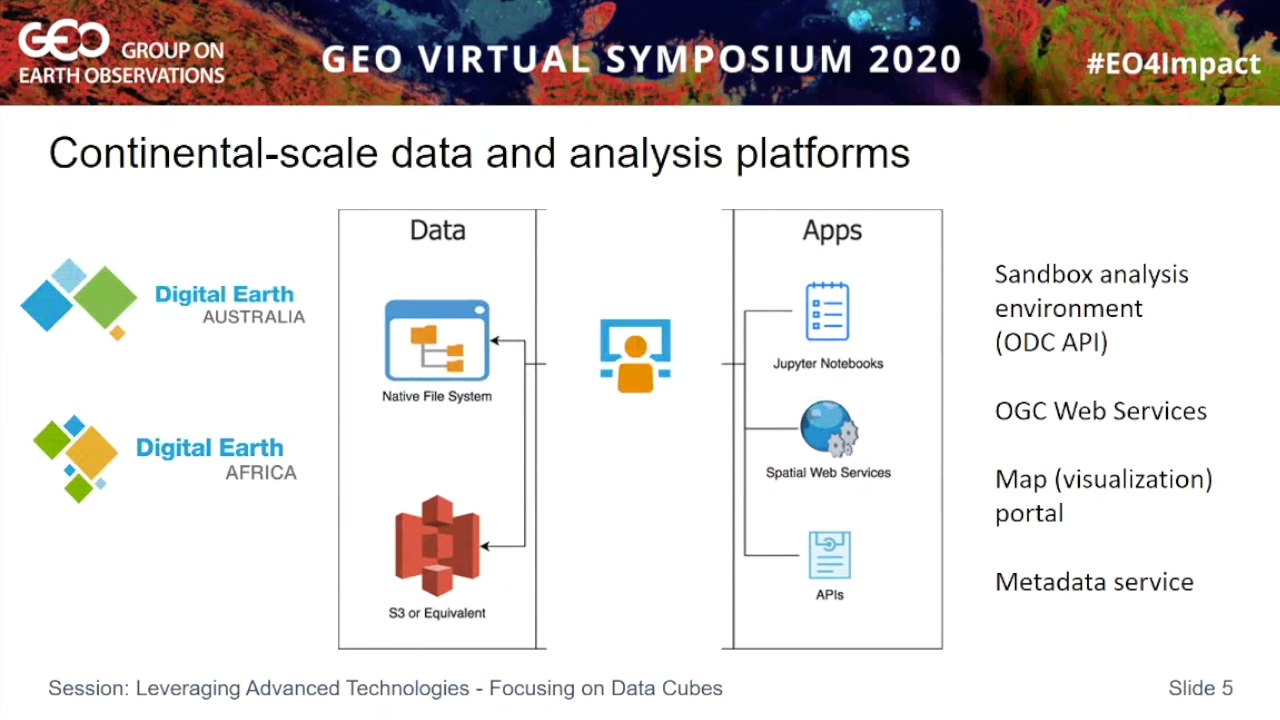 GEO GROUP ON
EARTH OBSERVATIONS
GEO VIRTUAL SYMPOSIUM 2020
#EO4Impact
Continental-scale data and analysis platforms
Digital Earth
AUSTRALIA
Digital Earth
AFRICA
Data
Native File System
S3 or Equivalent
Apps
Jupyter Notebooks
Spatial Web Services
APIs
Sandbox analysis
environment
(ODC API)
OGC Web Services
Map (visualization)
portal
Metadata service
Session: Leveraging Advanced Technologies - Focusing on Data Cubes
Slide 5